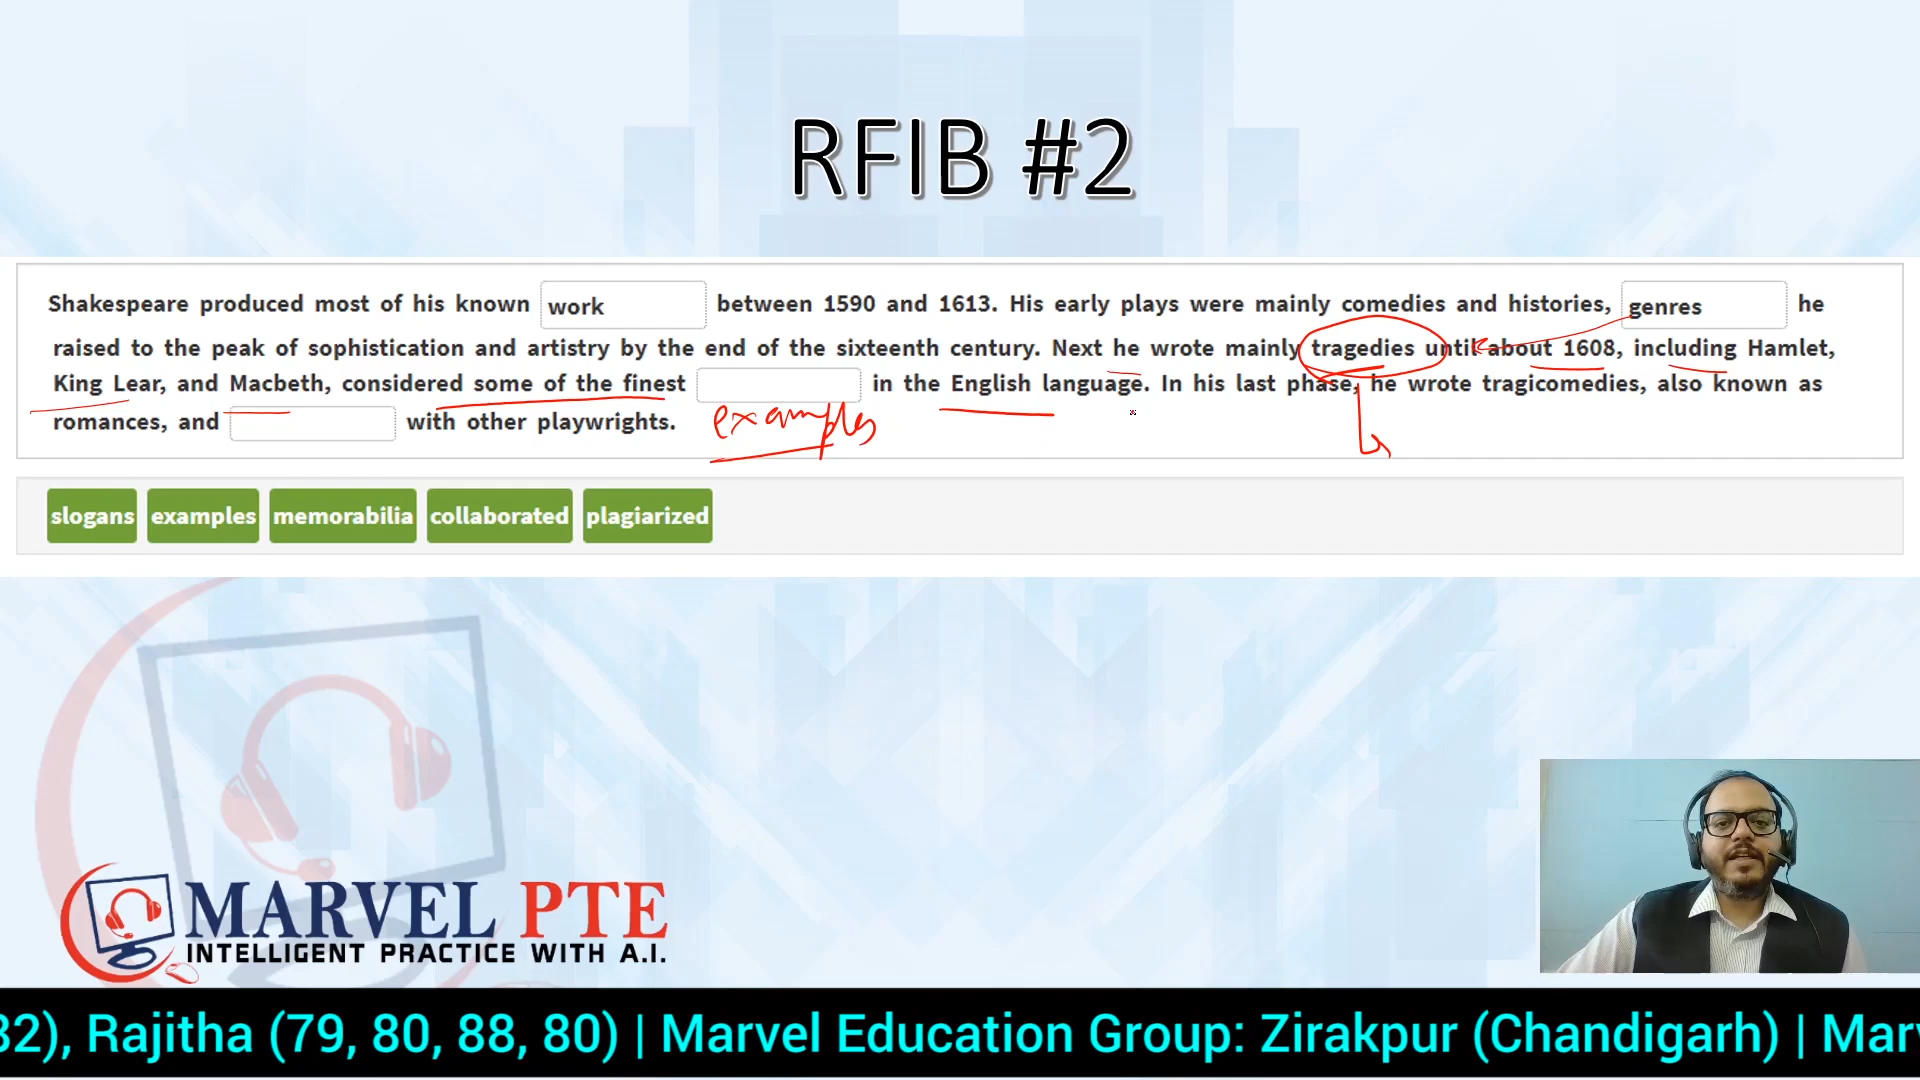 RFIB #2
Shakespeare produced most of his known work between 1590 and 1613. His early plays were mainly comedies and histories, genres he
raised to the peak of sophistication and artistry by the end of the sixteenth century. Next he wrote mainly tragedies until about 1608, including Hamlet,
King Lear, and Macbeth, considered some of the finest in the English language. In his last phase, he wrote tragicomedies, also known as
romances, and with other playwrights.
examples
slogans examples memorabilia collaborated plagiarized
MARVEL PTE
INTELLIGENT PRACTICE WITH A.I.
82), Rajitha (79, 80, 88, 80) | Marvel Education Group: Zirakpur (Chandigarh) | Marv